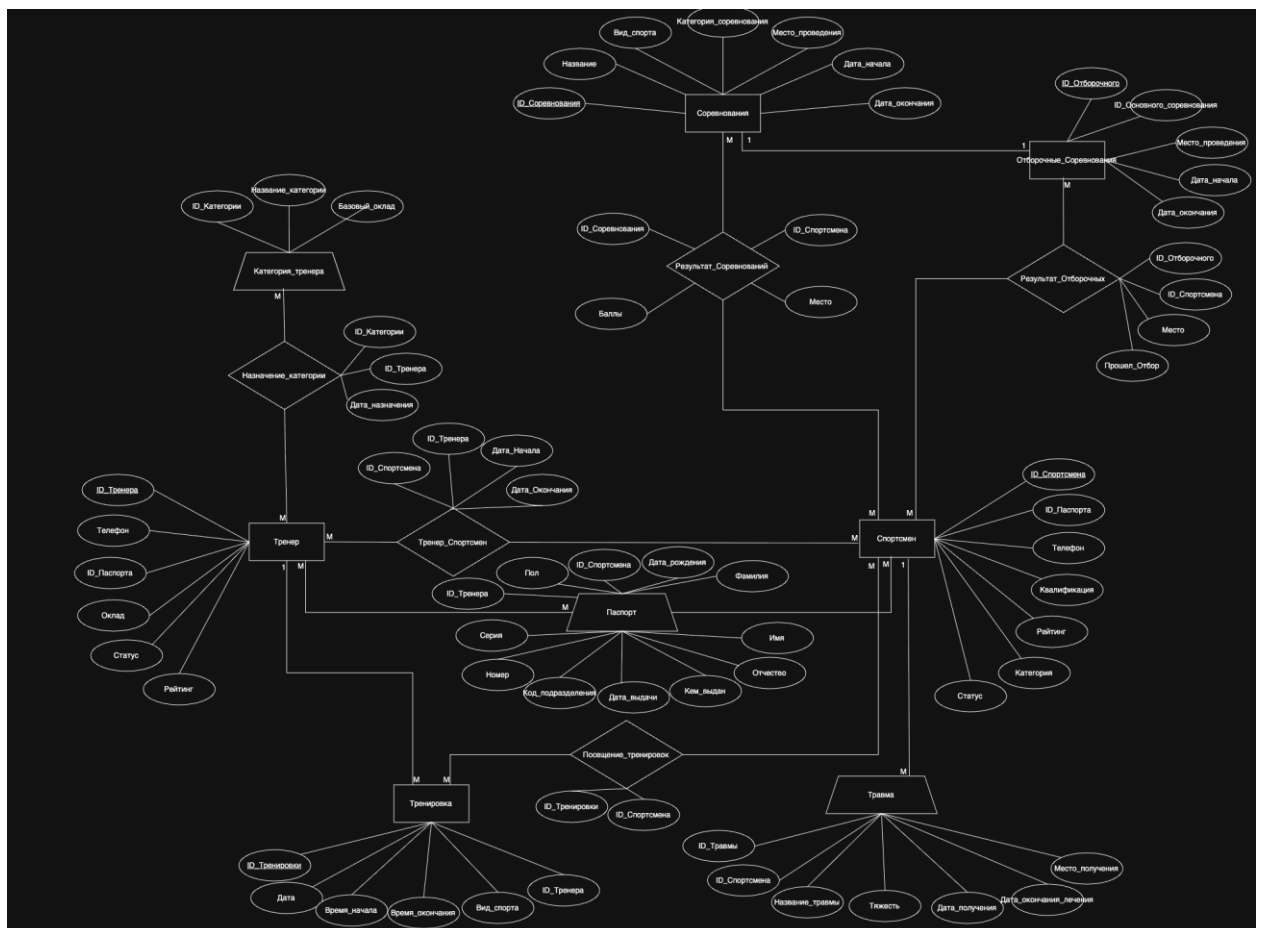 Категория_соревнования
Вид_спорта
Место_проведения
Название
Дата_начала
ID_Соревнования
Дата_окончания
Соревнования
М
1
1
ID_Отборочного
ID_Основного_соревнования
Место_проведения
Отборочные_Соревнования
Дата_начала
М
Дата_окончания
Название_категории
ID_Категории
Базовый_оклад
Категория_тренера
М
ID_Соревнования
ID_Спортсмена
Результат_Соревнований
Баллы
Место
ID_Отборочного
Результат_Отборочных
ID_Спортсмена
Место
Прошел_Отбор
ID_Категории
Назначение_категории
ID_Тренера
Дата_назначения
ID_Тренера
Дата_Начала
ID_Спортсмена
Дата_Окончания
ID_Тренера
Телефон
ID_Паспорта
Оклад
Статус
Рейтинг
М
Тренер
М
1
М
Тренер_Спортсмен
М
М
М
Спортсмен
М
М
1
ID_Спортсмена
ID_Паспорта
Телефон
Квалификация
Рейтинг
Категория
Статус
Пол
ID_Спортсмена
Дата_рождения
Фамилия
ID_Тренера
М
Паспорт
Серия
Имя
Номер
Отчество
Код_подразделения
Дата_выдачи
Кем_выдан
Посещение_тренировок
М
М
ID_Тренировки
ID_Спортсмена
Тренировка
ID_Тренировки
Дата
Время_начала
Время_окончания
Вид_спорта
ID_Тренера
М
Травма
ID_Травмы
ID_Спортсмена
Название_травмы
Тяжесть
Дата_получения
Дата_окончания_лечения
Место_получения